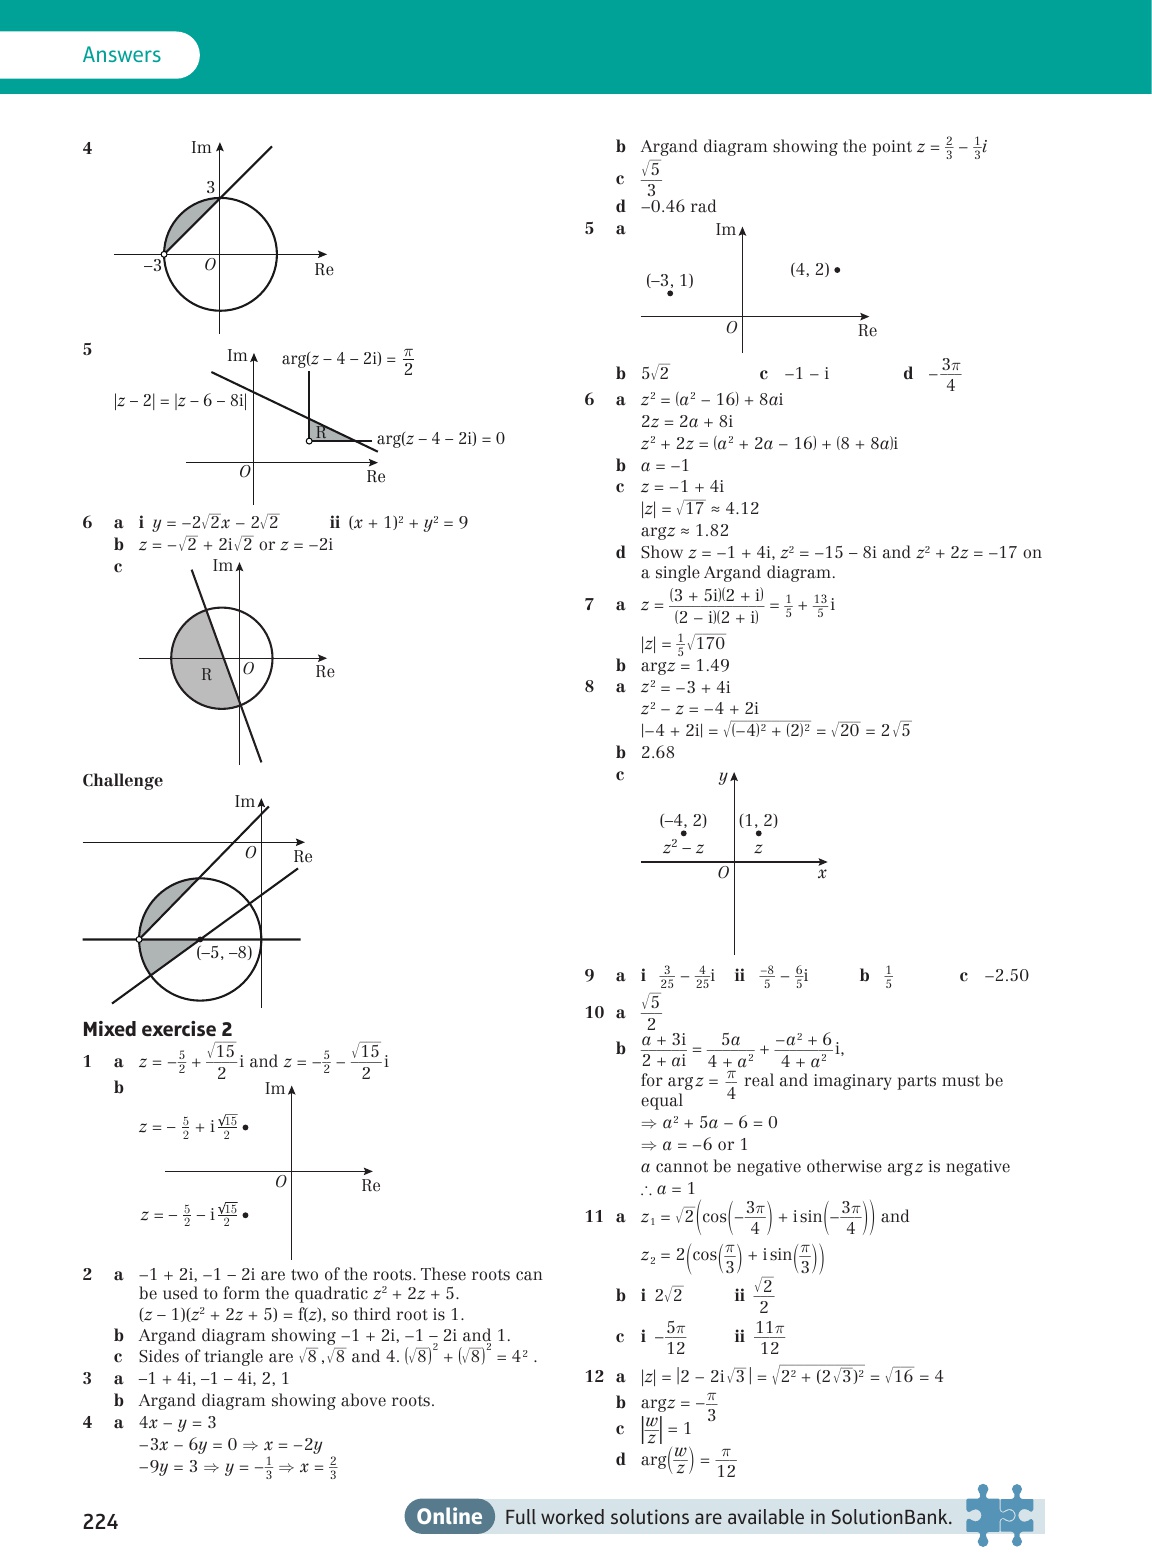 Answers
4
Im
3
−3
O
Re
5
Im
arg(z − 4 − 2i) = π/2
|z − 2| = |z − 6 − 8i|
R
arg(z − 4 − 2i) = 0
O
Re
6 a i y = −2√2x − 2√2 ii (x + 1)² + y² = 9
b z = −√2 + 2i√2 or z = −2i
c
Im
R
O
Re
Challenge
Im
O
Re
(−5, −8)
Mixed exercise 2
1 a z = −5/2 + √15/2 i and z = −5/2 − √15/2 i
b
Im
z = − 5/2 + i √15/2
O
Re
z = − 5/2 − i √15/2
2 a −1 + 2i, −1 − 2i are two of the roots. These roots can
be used to form the quadratic z² + 2z + 5.
(z − 1)(z² + 2z + 5) = f(z), so third root is 1.
b Argand diagram showing −1 + 2i, −1 − 2i and 1.
c Sides of triangle are √8, √8 and 4. (√8)² + (√8)² = 4² .
3 a −1 + 4i, −1 − 4i, 2, 1
b Argand diagram showing above roots.
4 a 4x − y = 3
−3x − 6y = 0 ⇒ x = −2y
−9y = 3 ⇒ y = −1/3 ⇒ x = 2/3
b Argand diagram showing the point z = 2/3 − 1/3 i
c √5/3
d −0.46 rad
5 a
Im
(−3, 1)
(4, 2)
O
Re
b 5√2 c −1 − i d −3π/4
6 a z² = (a² − 16) + 8ai
2z = 2a + 8i
z² + 2z = (a² + 2a − 16) + (8 + 8a)i
b a = −1
c z = −1 + 4i
|z| = √17 ≈ 4.12
arg z ≈ 1.82
d Show z = −1 + 4i, z² = −15 − 8i and z² + 2z = −17 on
a single Argand diagram.
7 a z = (3 + 5i)(2 + i)/(2 − i)(2 + i) = 1/5 + 13/5 i
|z| = 1/5 √170
b arg z = 1.49
8 a z² = −3 + 4i
z² − z = −4 + 2i
|−4 + 2i| = √((−4)² + (2)²) = √20 = 2√5
b 2.68
c
y
(−4, 2)
(1, 2)
z² − z
z
O
x
9 a i 3/25 − 4/25 i ii −8/5 − 6/5 i b 1/5 c −2.50
10 a √5/2
b (a + 3i)/(2 + ai) = 5a/(4 + a²) + (−a² + 6)/(4 + a²) i,
for arg z = π/4 real and imaginary parts must be
equal
⇒ a² + 5a − 6 = 0
⇒ a = −6 or 1
a cannot be negative otherwise arg z is negative
∴ a = 1
11 a z₁ = √2(cos(−3π/4) + i sin(−3π/4)) and
z₂ = 2(cos(π/3) + i sin(π/3))
b i 2√2 ii √2/2
c i −5π/12 ii 11π/12
12 a |z| = |2 − 2i√3| = √(2² + (2√3)²) = √16 = 4
b arg z = −π/3
c |w/z| = 1
d arg(w/z) = π/12
224
Online Full worked solutions are available in SolutionBank.